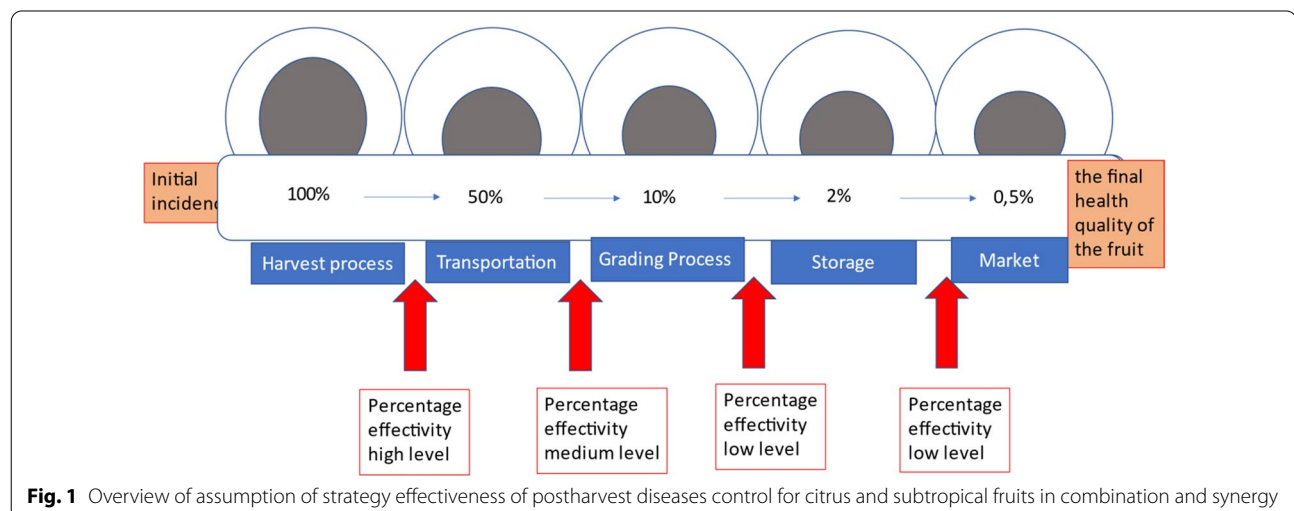 Initial
100%
50%
10%
2%
0,5%
the final
health
quality of
the fruit
Harvest process
Transportation
Grading Process
Storage
Market
Percentage
effectivity
high level
Percentage
effectivity
medium level
Percentage
effectivity
low level
Percentage
effectivity
low level
Fig. 1 Overview of assumption of strategy effectiveness of postharvest diseases control for citrus and subtropical fruits in combination and synergy